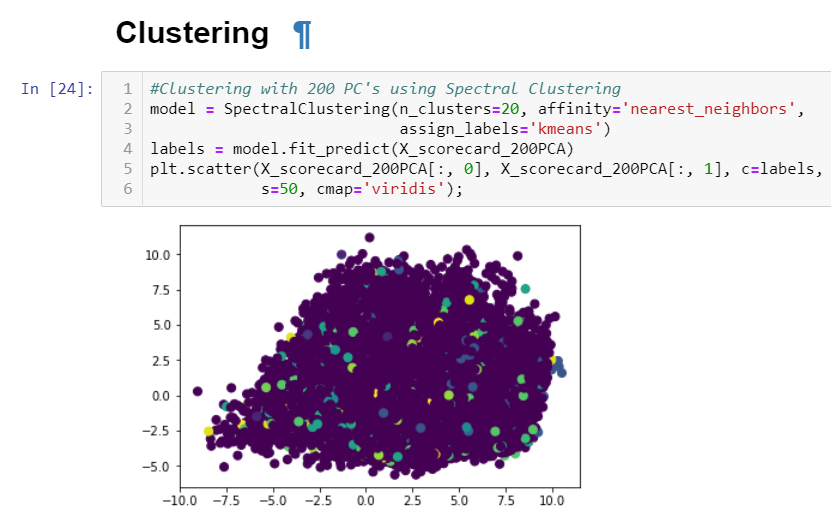 Clustering ¶
In [24]:
1 #Clustering with 200 PC's using Spectral Clustering
2 model = SpectralClustering(n_clusters=20, affinity='nearest_neighbors',
3 assign_labels='kmeans')
4 labels = model.fit_predict(X_scorecard_200PCA)
5 plt.scatter(X_scorecard_200PCA[:, 0], X_scorecard_200PCA[:, 1], c=labels,
6 s=50, cmap='viridis');
10.0
7.5
5.0
2.5
0.0
−2.5
−5.0
−10.0 −7.5 −5.0 −2.5 0.0 2.5 5.0 7.5 10.0